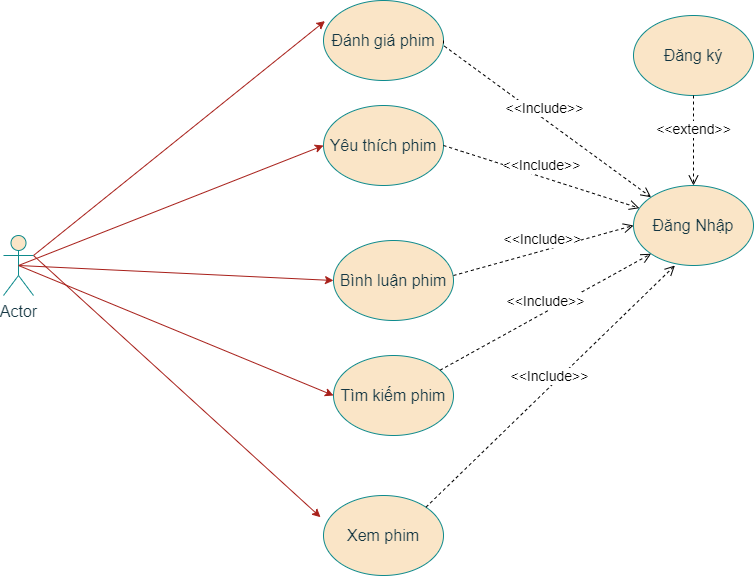 Đánh giá phim
Đăng ký
<<Include>>
<<extend>>
Yêu thích phim
<<Include>>
Đăng Nhập
<<Include>>
Bình luận phim
Actor
<<Include>>
Tìm kiếm phim
<<Include>>
Xem phim